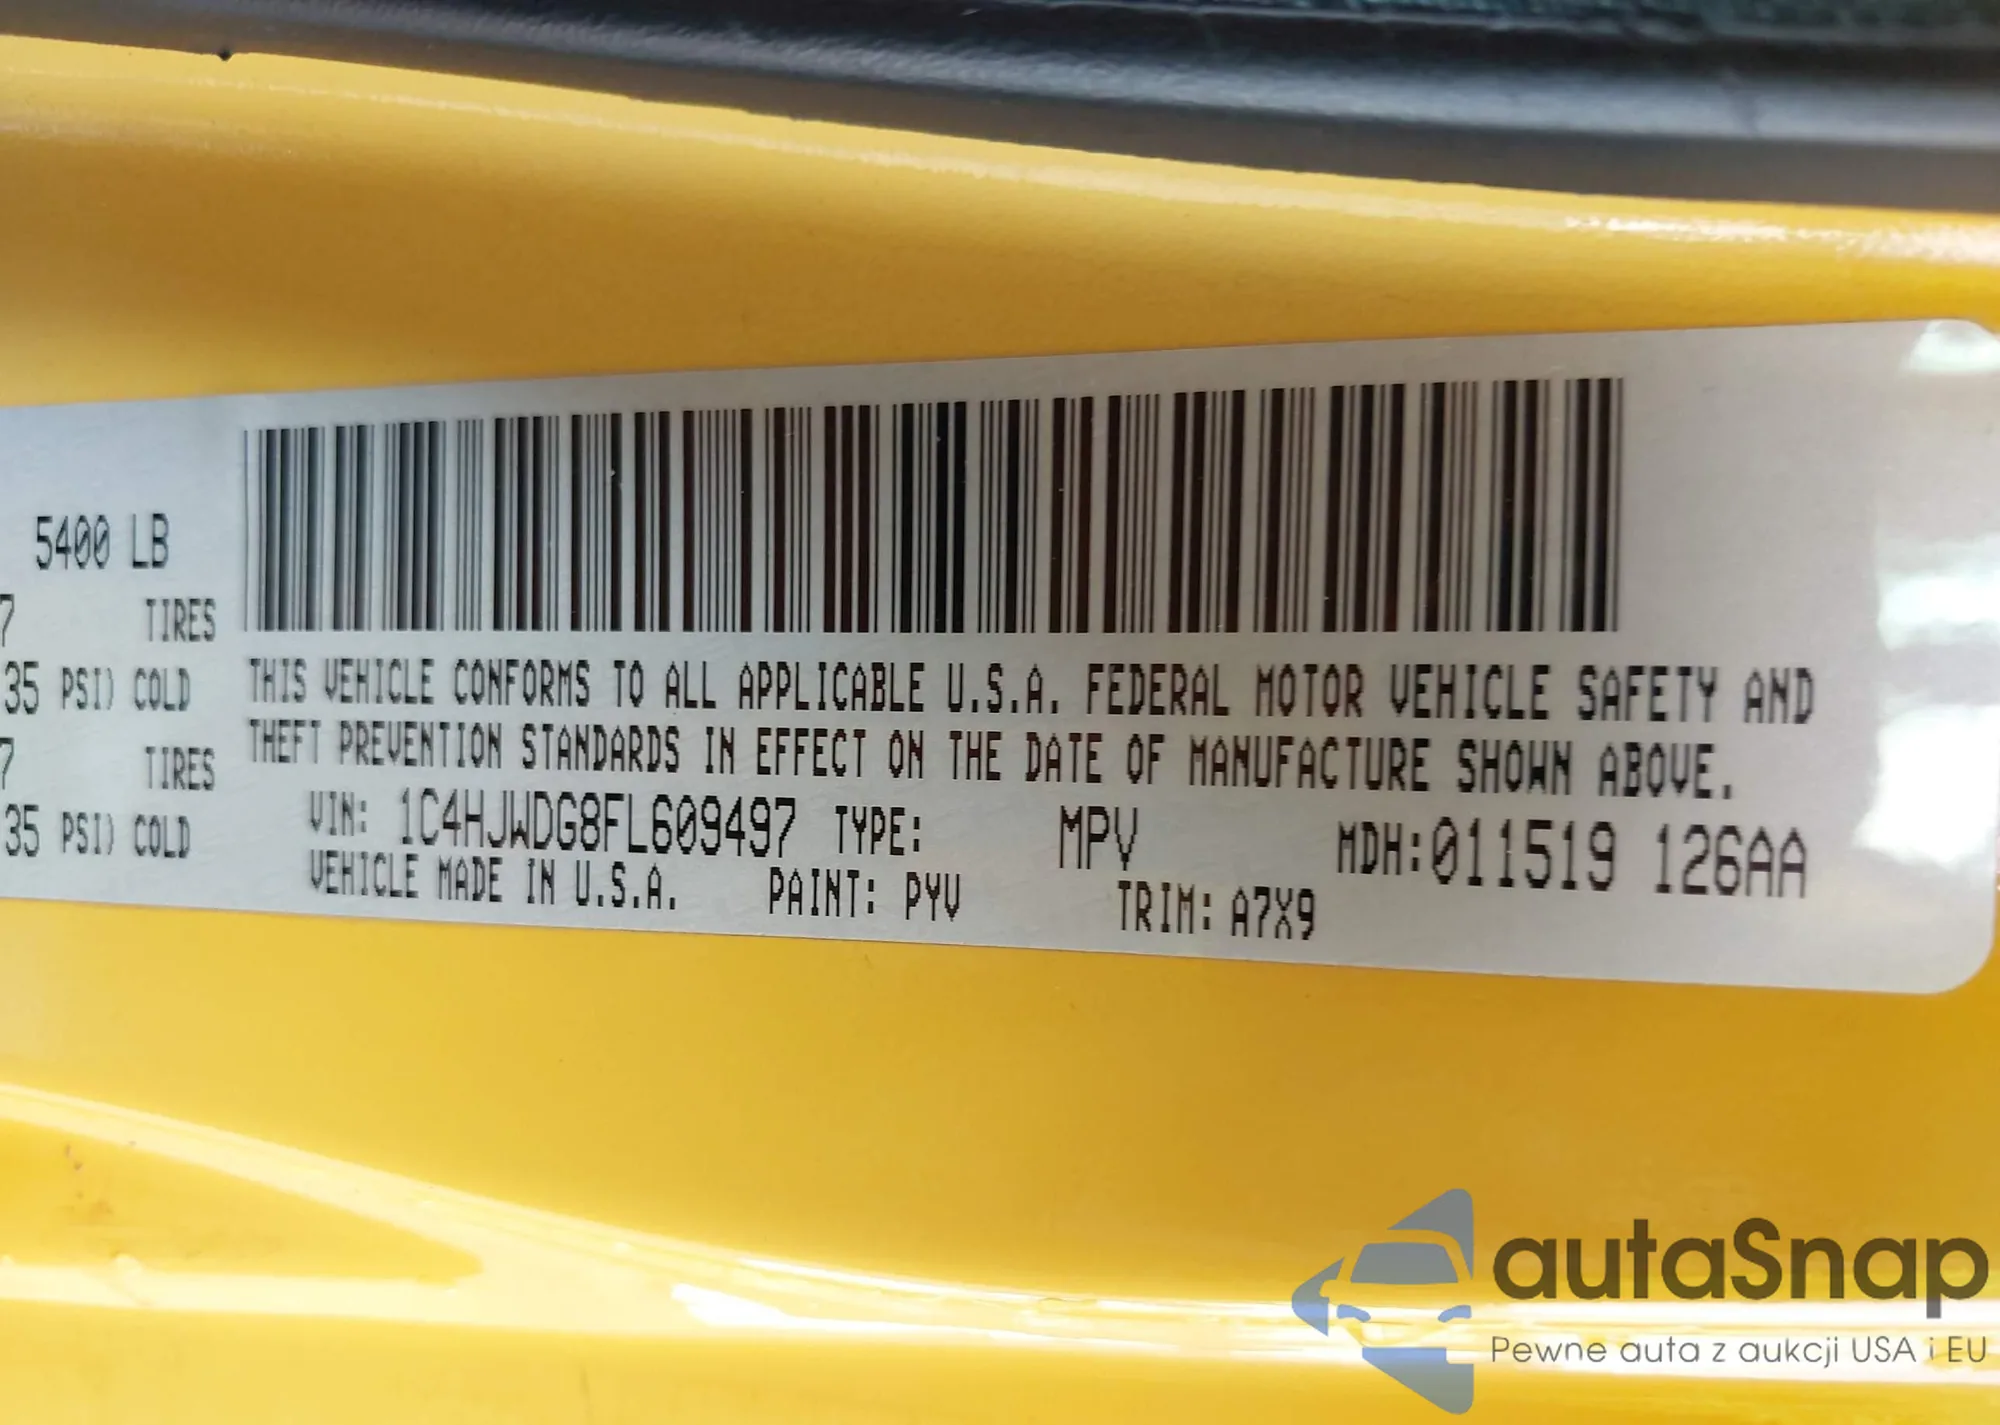 5400 LB
7 TIRES
35 PSI) COLD
7 TIRES
35 PSI) COLD
THIS VEHICLE CONFORMS TO ALL APPLICABLE U.S.A. FEDERAL MOTOR VEHICLE SAFETY AND
THEFT PREVENTION STANDARDS IN EFFECT ON THE DATE OF MANUFACTURE SHOWN ABOVE.
VIN: 1C4HJWDG8FL609497 TYPE: MPV MDH:011519 126AA
VEHICLE MADE IN U.S.A. PAINT: PYV TRIM: A7X9
autaSnap
Pewne auta z aukcji USA i EU